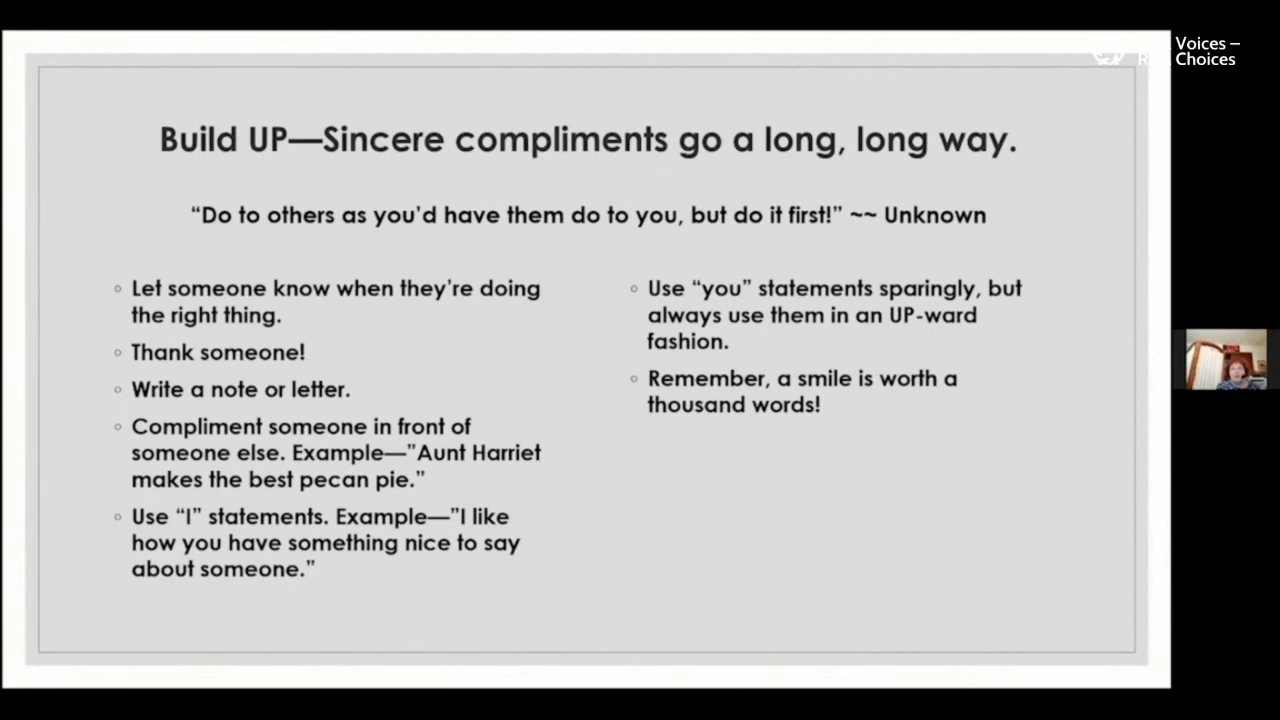 Voices –
Choices
Build UP—Sincere compliments go a long, long way.
“Do to others as you’d have them do to you, but do it first!” ~~ Unknown
◦ Let someone know when they’re doing
the right thing.
◦ Thank someone!
◦ Write a note or letter.
◦ Compliment someone in front of
someone else. Example—”Aunt Harriet
makes the best pecan pie.”
◦ Use “I” statements. Example—”I like
how you have something nice to say
about someone.”
◦ Use “you” statements sparingly, but
always use them in an UP-ward
fashion.
◦ Remember, a smile is worth a
thousand words!